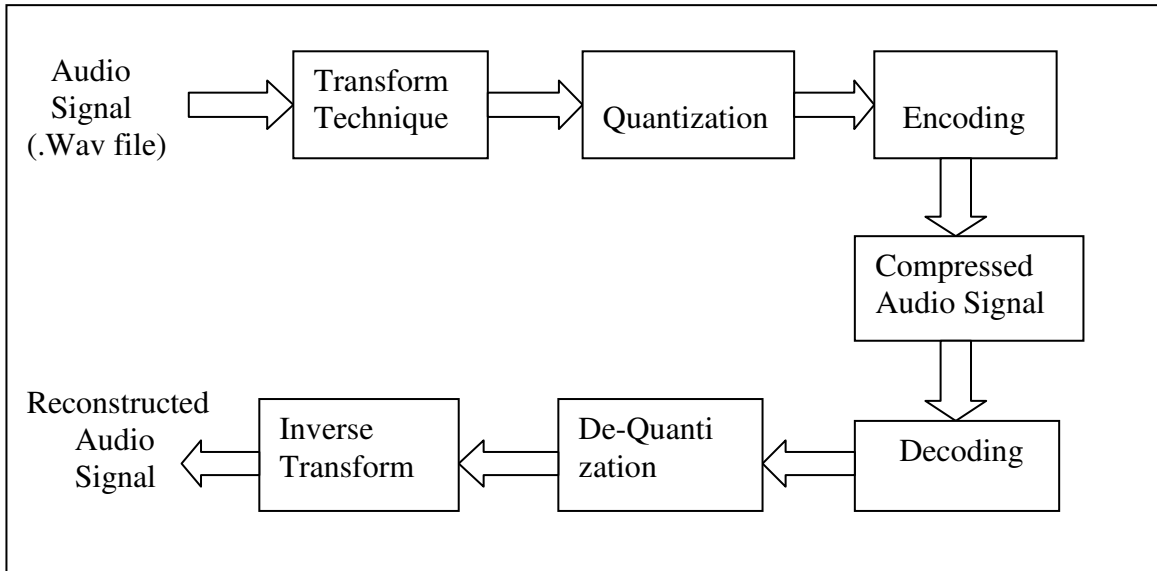 Audio
Signal
(.Wav file)
Transform
Technique
Quantization
Encoding
Compressed
Audio Signal
Decoding
De-Quanti
zation
Inverse
Transform
Reconstructed
Audio
Signal